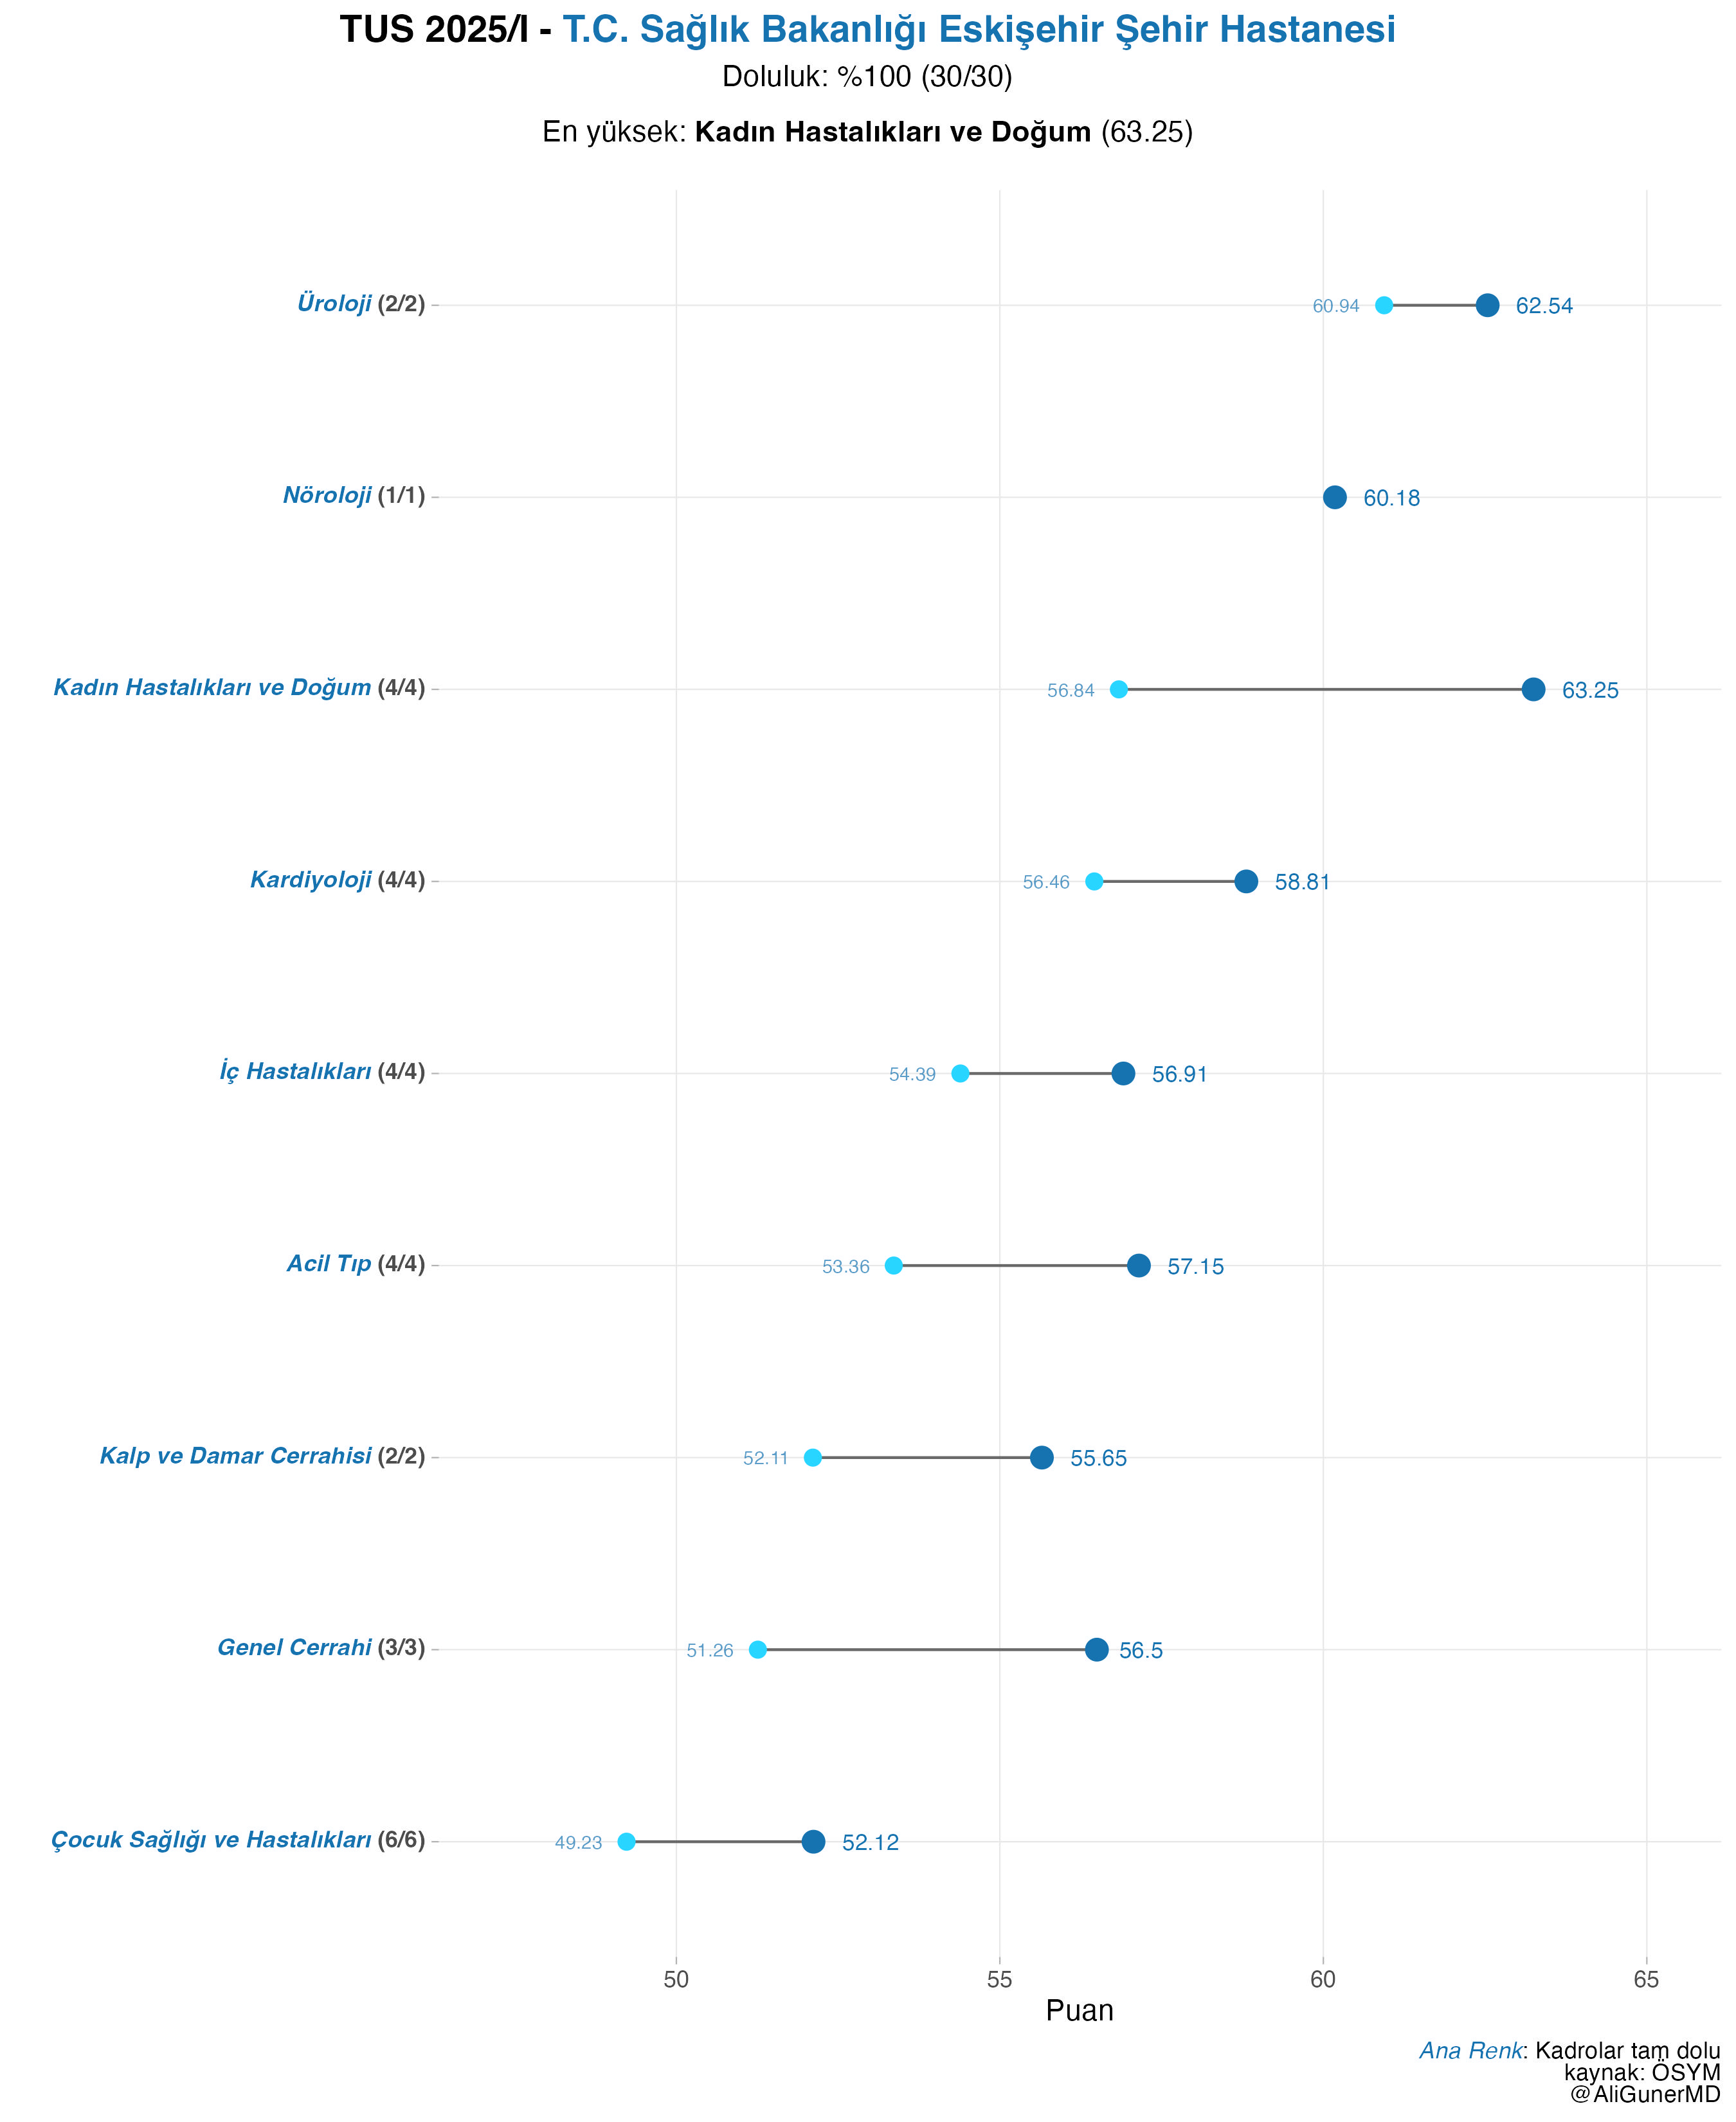 TUS 2025/I - T.C. Sağlık Bakanlığı Eskişehir Şehir Hastanesi
Doluluk: %100 (30/30)
En yüksek: Kadın Hastalıkları ve Doğum (63.25)
Üroloji (2/2) 60.94 62.54
Nöroloji (1/1) 60.18
Kadın Hastalıkları ve Doğum (4/4) 56.84 63.25
Kardiyoloji (4/4) 56.46 58.81
İç Hastalıkları (4/4) 54.39 56.91
Acil Tıp (4/4) 53.36 57.15
Kalp ve Damar Cerrahisi (2/2) 52.11 55.65
Genel Cerrahi (3/3) 51.26 56.5
Çocuk Sağlığı ve Hastalıkları (6/6) 49.23 52.12
50 55 60 65
Puan
Ana Renk: Kadrolar tam dolu
kaynak: ÖSYM
@AliGunerMD